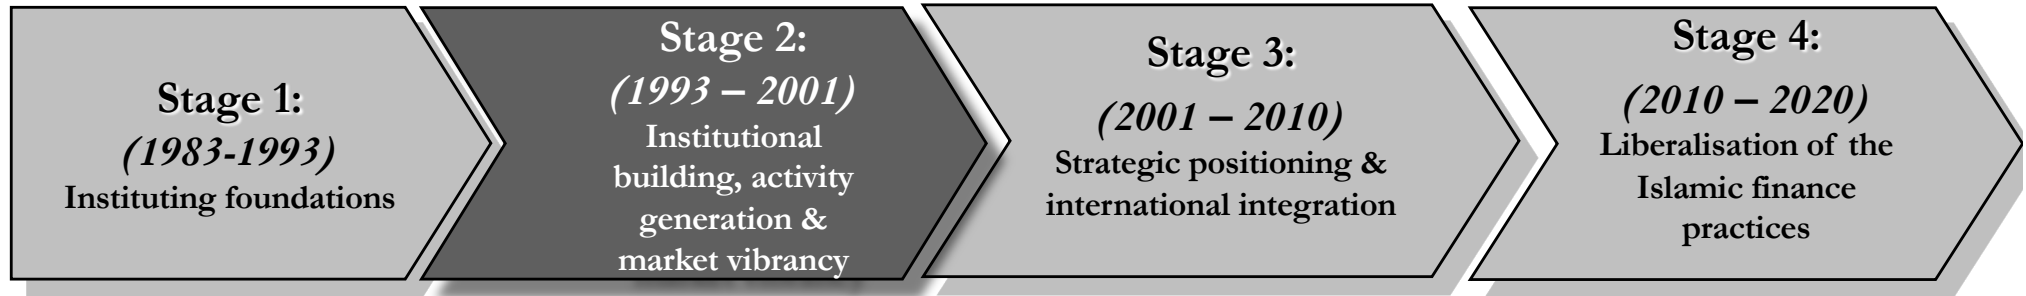 Stage 1:
(1983-1993)
Instituting foundations
Stage 2:
(1993 – 2001)
Institutional
building, activity
generation &
market vibrancy
Stage 3:
(2001 – 2010)
Strategic positioning &
international integration
Stage 4:
(2010 – 2020)
Liberalisation of the
Islamic finance
practices